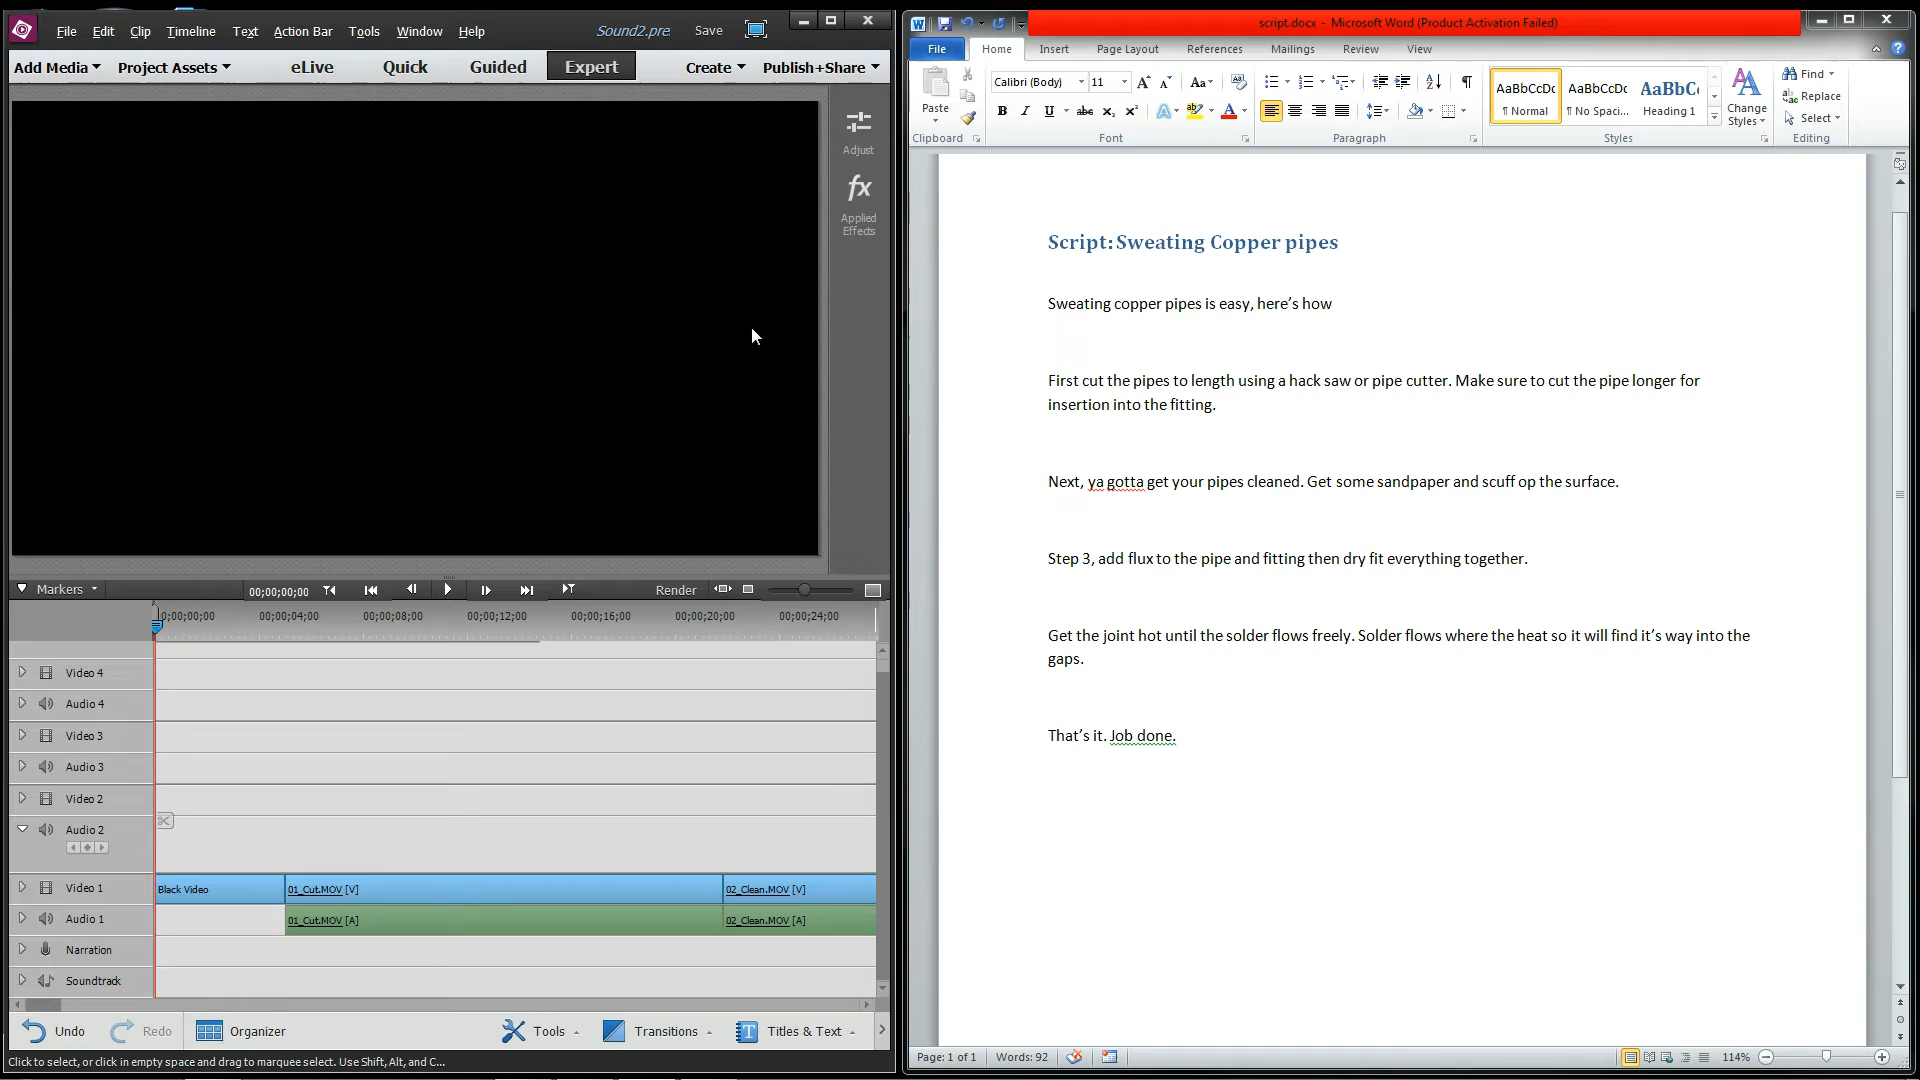 File Edit Clip Timeline Text Action Bar Tools Window Help Sound2.pre Save
Add Media Project Assets eLive Quick Guided Expert Create Publish+Share
Adjust
fx
Applied
Effects
Markers 00;00;00;00 Render
0;00;00;00 00;00;04;00 00;00;08;00 00;00;12;00 00;00;16;00 00;00;20;00 00;00;24;00
Video 4
Audio 4
Video 3
Audio 3
Video 2
Audio 2
Video 1 Black Video 01_Cut.MOV [V] 02_Clean.MOV [V]
Audio 1 01_Cut.MOV [A] 02_Clean.MOV [A]
Narration
Soundtrack
Undo Redo Organizer Tools Transitions Titles & Text
Click to select, or click in empty space and drag to marquee select. Use Shift, Alt, and C...
script.docx - Microsoft Word (Product Activation Failed)
File Home Insert Page Layout References Mailings Review View
Paste
Clipboard
Calibri (Body) 11
Font
Paragraph
AaBbCcDc AaBbCcDc AaBbC
¶ Normal ¶ No Spaci... Heading 1
Change
Styles
Styles
Find
Replace
Select
Editing
Script: Sweating Copper pipes
Sweating copper pipes is easy, here’s how
First cut the pipes to length using a hack saw or pipe cutter. Make sure to cut the pipe longer for
insertion into the fitting.
Next, ya gotta get your pipes cleaned. Get some sandpaper and scuff op the surface.
Step 3, add flux to the pipe and fitting then dry fit everything together.
Get the joint hot until the solder flows freely. Solder flows where the heat so it will find it’s way into the
gaps.
That’s it. Job done.
Page: 1 of 1 Words: 92 114%